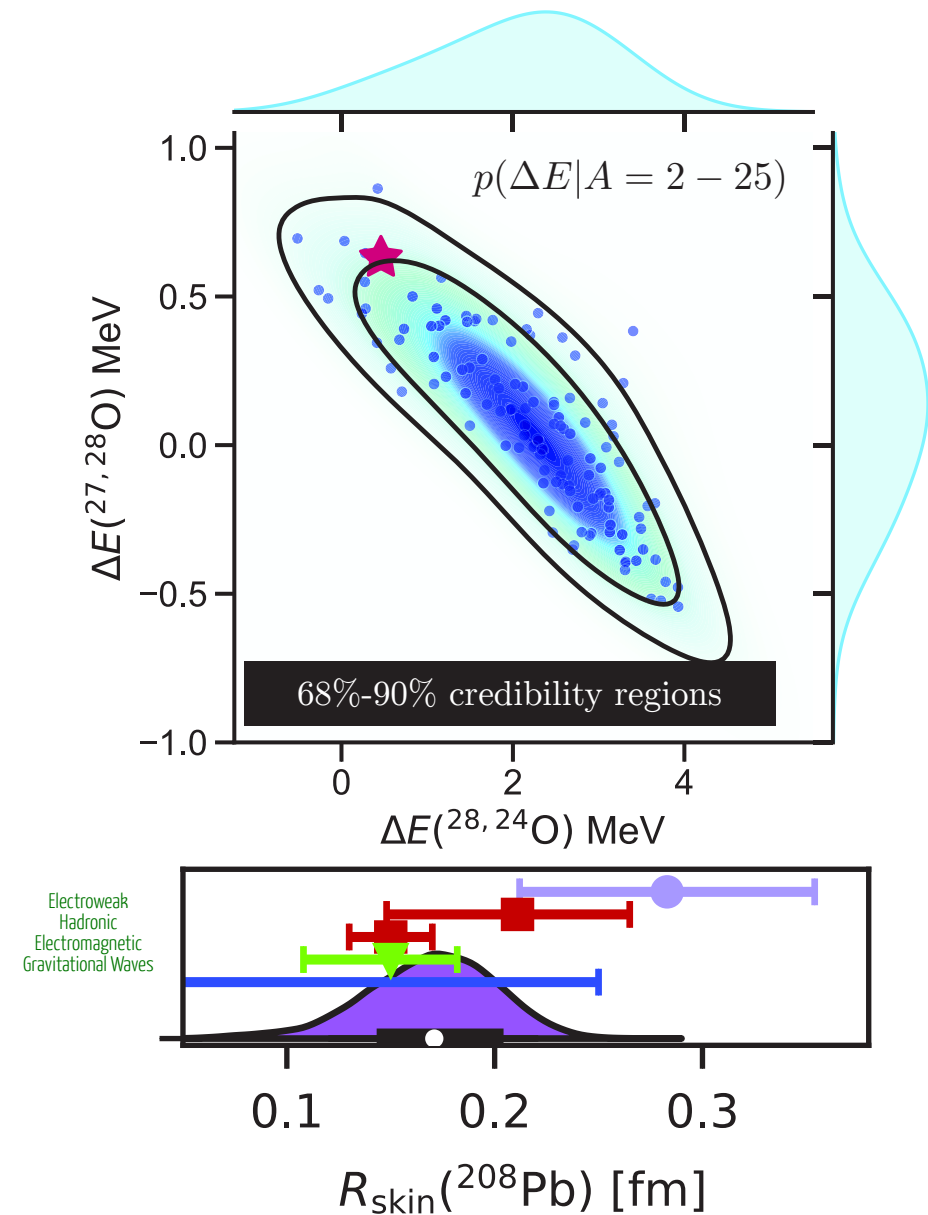 p(ΔE|A = 2 − 25)
1.0
0.5
0.0
−0.5
−1.0
ΔE(²⁷,²⁸O) MeV
68%-90% credibility regions
0 2 4
ΔE(²⁸,²⁴O) MeV
Electroweak
Hadronic
Electromagnetic
Gravitational Waves
0.1 0.2 0.3
R_skin(²⁰⁸Pb) [fm]